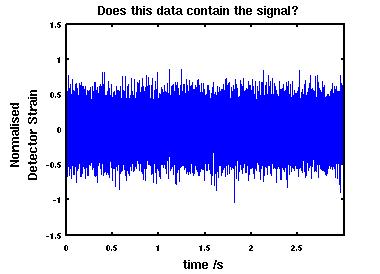 Does this data contain the signal?
1.5
1
0.5
0
-0.5
-1
-1.5
Normalised
Detector Strain
0 0.5 1 1.5 2 2.5
time /s